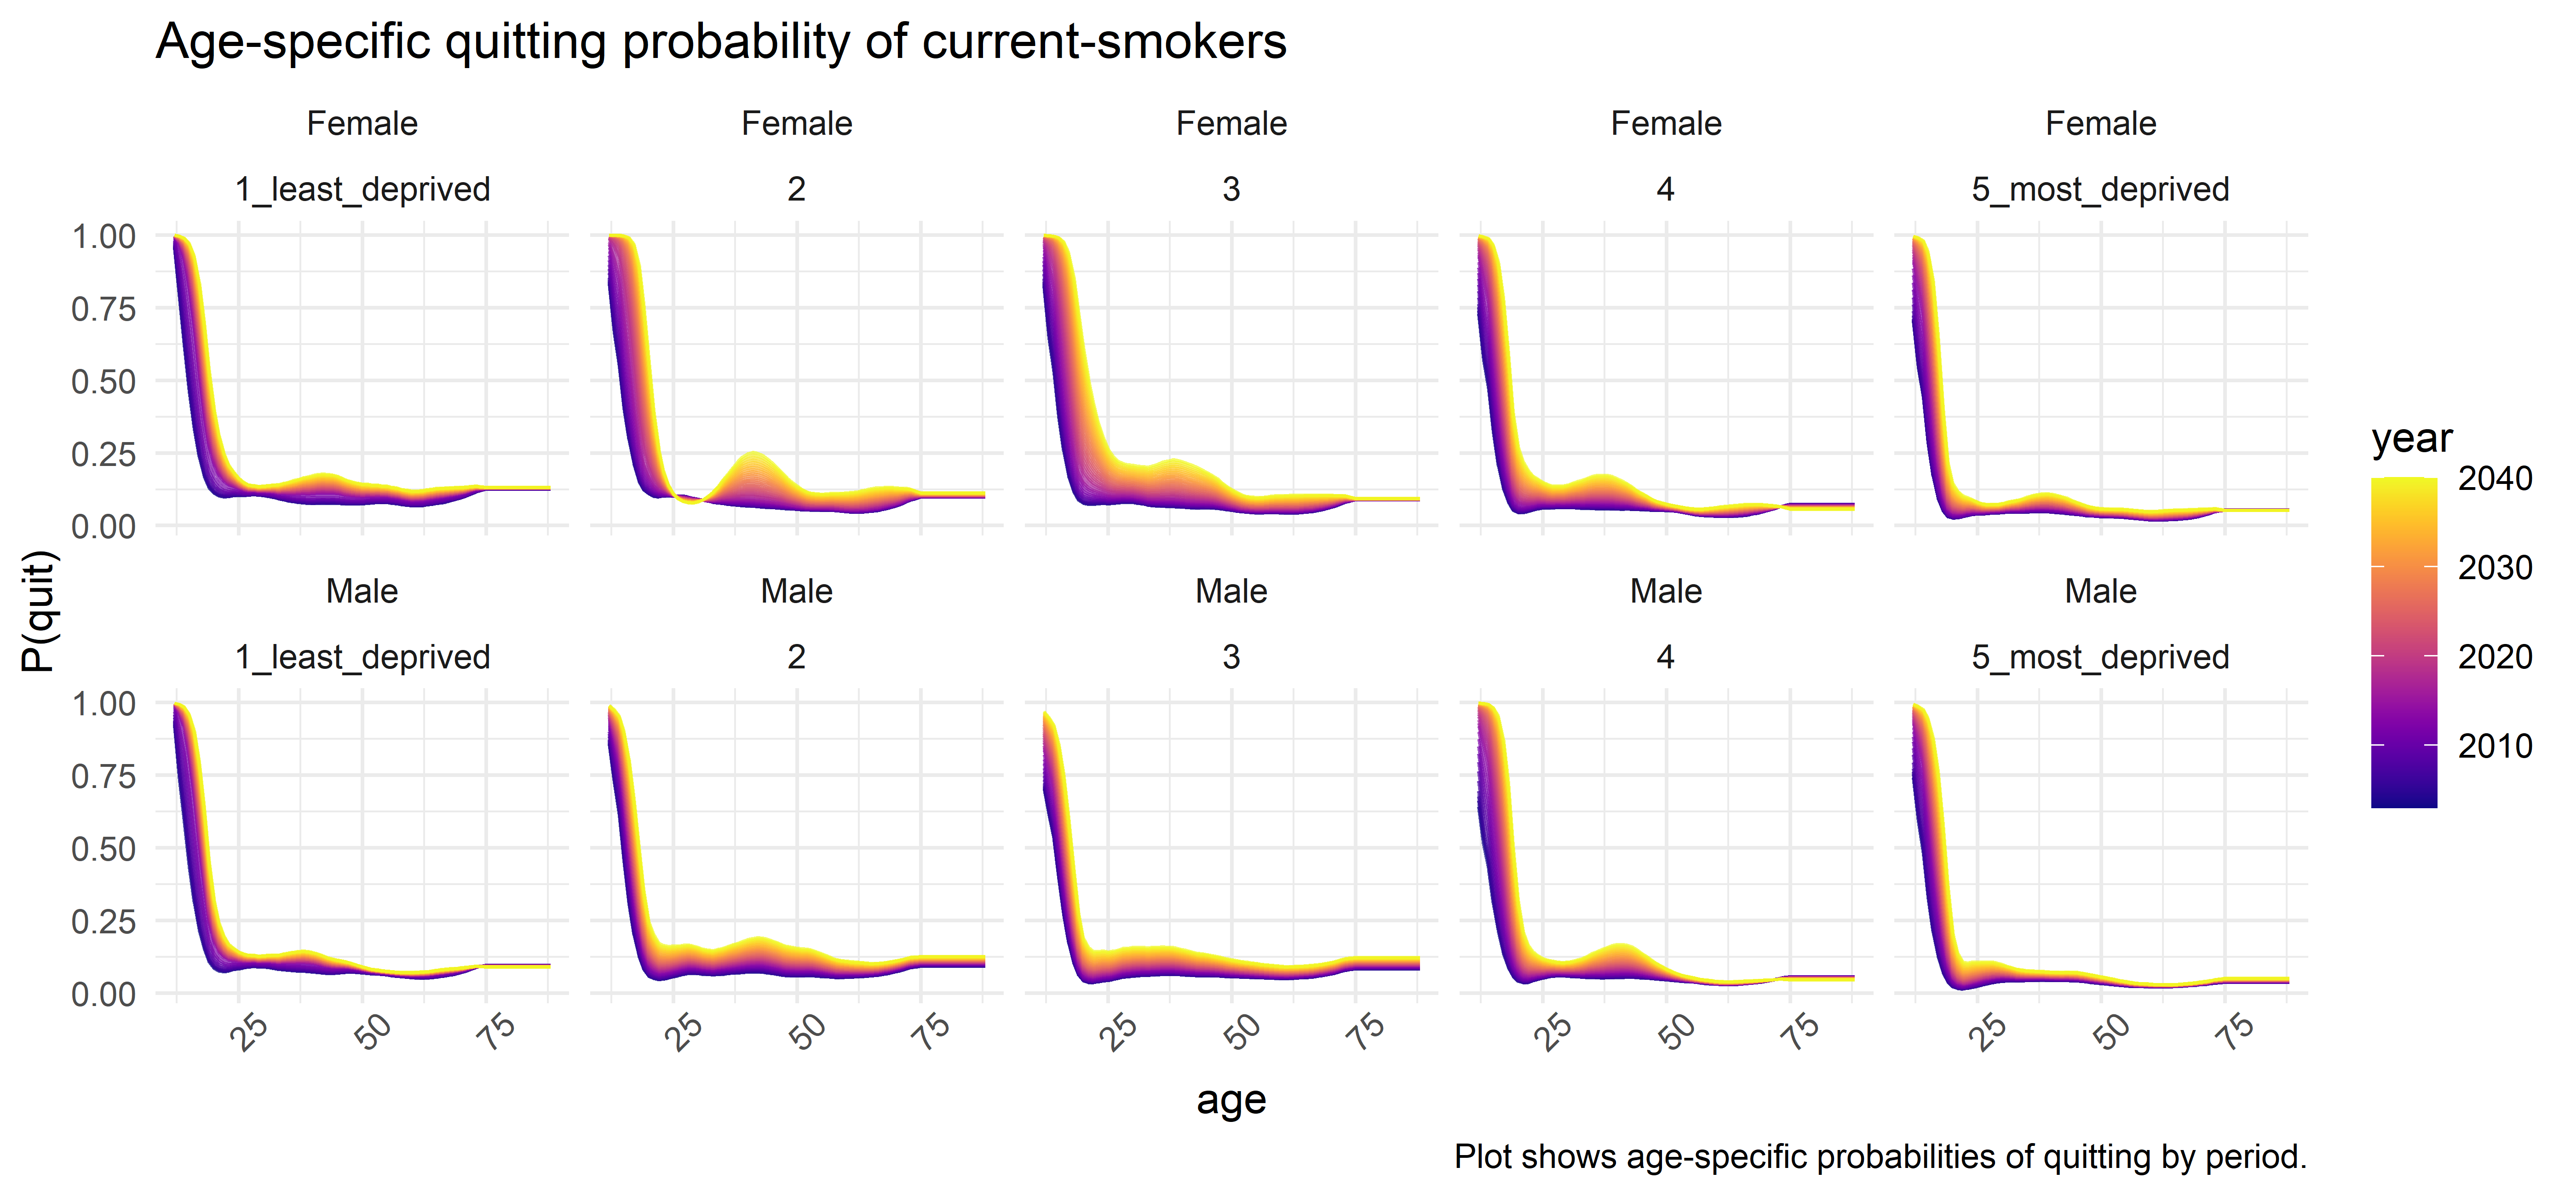 Age-specific quitting probability of current-smokers
Female Female Female Female Female
1_least_deprived 2 3 4 5_most_deprived
1.00
0.75
0.50
0.25
0.00
Male Male Male Male Male
1_least_deprived 2 3 4 5_most_deprived
1.00
0.75
0.50
0.25
0.00
25 50 75 25 50 75 25 50 75 25 50 75 25 50 75
P(quit)
age
year
2040
2030
2020
2010
Plot shows age-specific probabilities of quitting by period.